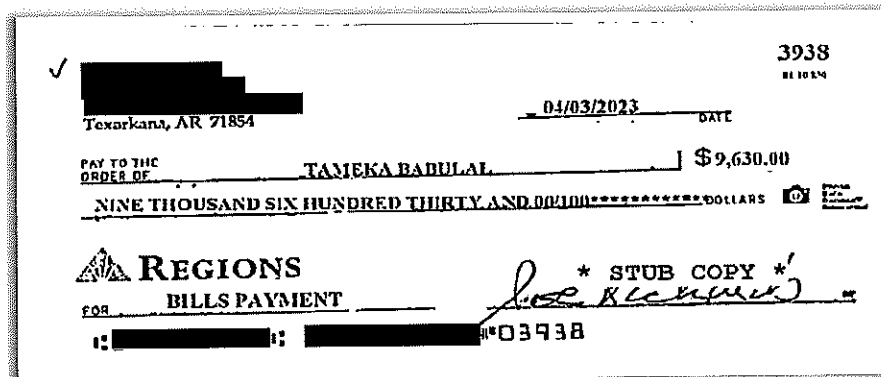 3938
Texarkana, AR 71854
04/03/2023
DATE
PAY TO THE
ORDER OF
TAMEKA BABULAL
$ 9,630.00
NINE THOUSAND SIX HUNDRED THIRTY AND 00/100************ DOLLARS
REGIONS
* STUB COPY *
FOR BILLS PAYMENT
03938